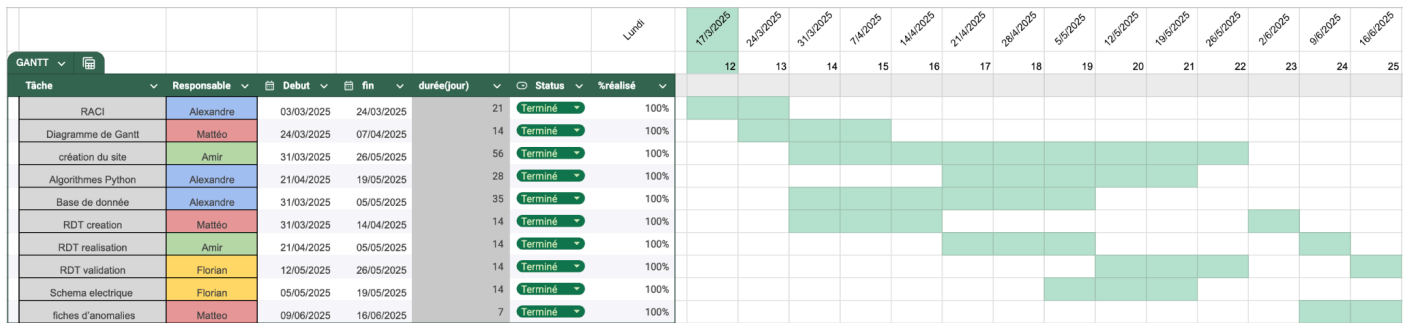 Lundi 17/3/2025 24/3/2025 31/3/2025 7/4/2025 14/4/2025 21/4/2025 28/4/2025 5/5/2025 12/5/2025 19/5/2025 26/5/2025 2/6/2025 9/6/2025 16/6/2025
GANTT 12 13 14 15 16 17 18 19 20 21 22 23 24 25
Tâche Responsable Debut fin durée(jour) Status %réalisé
RACI Alexandre 03/03/2025 24/03/2025 21 Terminé 100%
Diagramme de Gantt Mattéo 24/03/2025 07/04/2025 14 Terminé 100%
création du site Amir 31/03/2025 26/05/2025 56 Terminé 100%
Algorithmes Python Alexandre 21/04/2025 19/05/2025 28 Terminé 100%
Base de donnée Alexandre 31/03/2025 05/05/2025 35 Terminé 100%
RDT creation Mattéo 31/03/2025 14/04/2025 14 Terminé 100%
RDT realisation Amir 21/04/2025 05/05/2025 14 Terminé 100%
RDT validation Florian 12/05/2025 26/05/2025 14 Terminé 100%
Schema electrique Florian 05/05/2025 19/05/2025 14 Terminé 100%
fiches d'anomalies Matteo 09/06/2025 16/06/2025 7 Terminé 100%